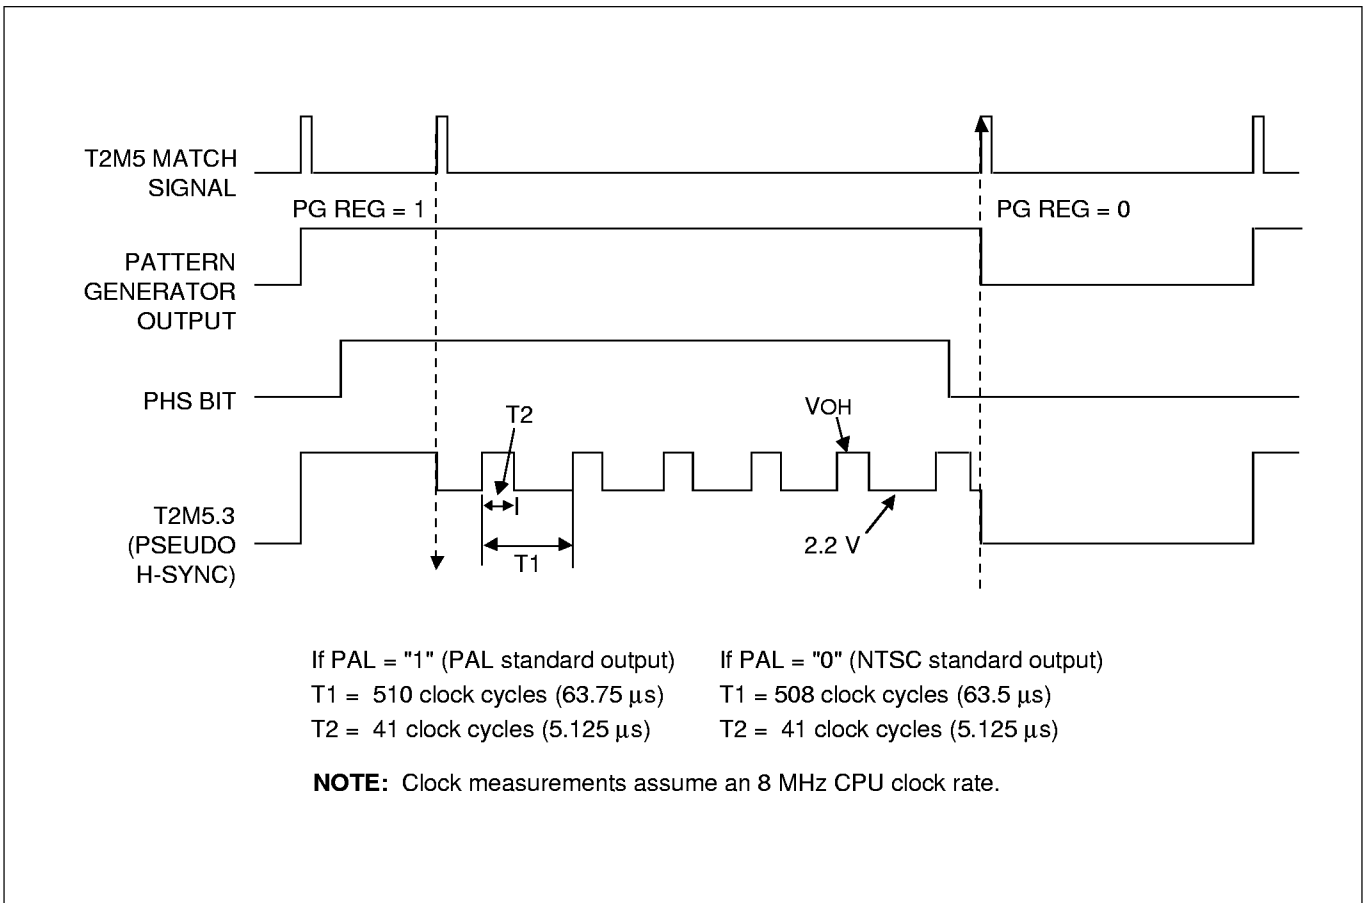 T2M5 MATCH
SIGNAL
PG REG = 1
PG REG = 0
PATTERN
GENERATOR
OUTPUT
PHS BIT
T2
VOH
T2M5.3
(PSEUDO
H-SYNC)
T1
2.2 V
If PAL = "1" (PAL standard output)
T1 = 510 clock cycles (63.75 μs)
T2 = 41 clock cycles (5.125 μs)
If PAL = "0" (NTSC standard output)
T1 = 508 clock cycles (63.5 μs)
T2 = 41 clock cycles (5.125 μs)
NOTE: Clock measurements assume an 8 MHz CPU clock rate.